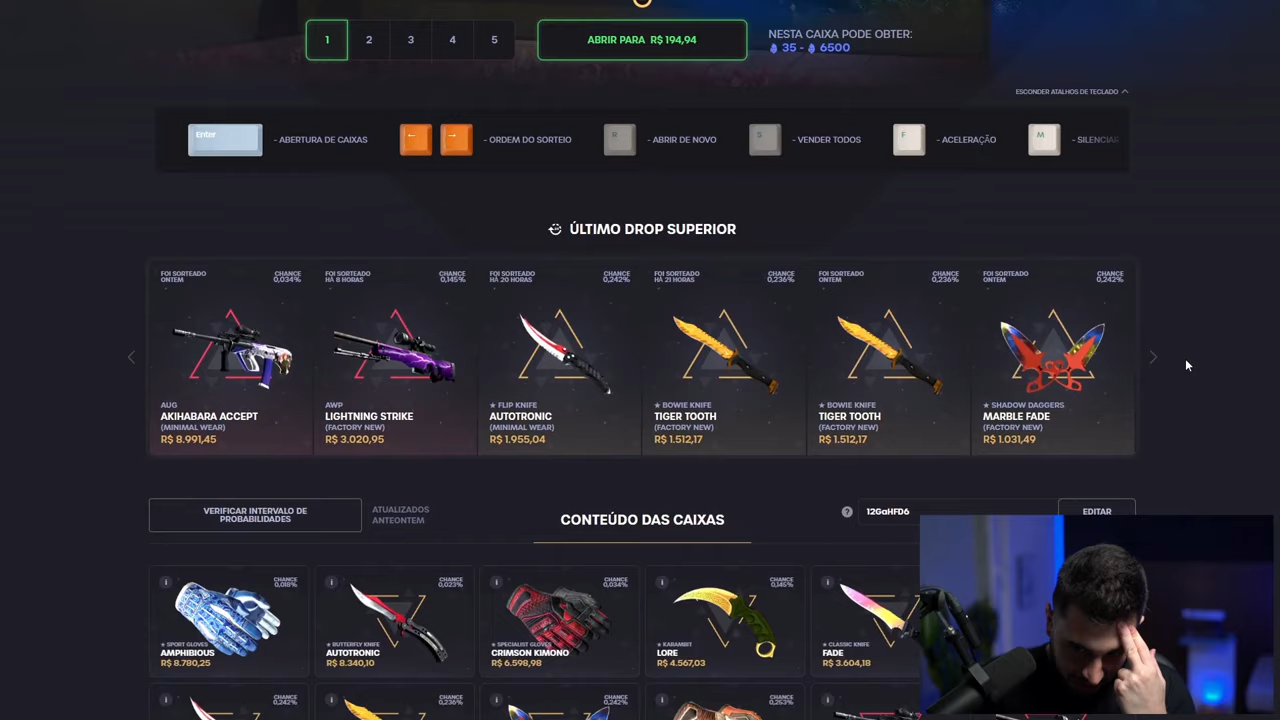 1 2 3 4 5
ABRIR PARA R$ 194,94
NESTA CAIXA PODE OBTER:
35 - 6500
ESCONDER ATALHOS DE TECLADO
Enter - ABERTURA DE CAIXAS ← → - ORDEM DO SORTEIO R - ABRIR DE NOVO S - VENDER TODOS F - ACELERAÇÃO M - SILENCIAR
ÚLTIMO DROP SUPERIOR
FOI SORTEADO
ONTEM
CHANCE
0,034%
AUG
AKIHABARA ACCEPT
(MINIMAL WEAR)
R$ 8.991,45
FOI SORTEADO
HÁ 8 HORAS
CHANCE
0,145%
AWP
LIGHTNING STRIKE
(FACTORY NEW)
R$ 3.020,95
FOI SORTEADO
HÁ 20 HORAS
CHANCE
0,242%
★ FLIP KNIFE
AUTOTRONIC
(MINIMAL WEAR)
R$ 1.955,04
FOI SORTEADO
HÁ 21 HORAS
CHANCE
0,236%
★ BOWIE KNIFE
TIGER TOOTH
(FACTORY NEW)
R$ 1.512,17
FOI SORTEADO
ONTEM
CHANCE
0,236%
★ BOWIE KNIFE
TIGER TOOTH
(FACTORY NEW)
R$ 1.512,17
FOI SORTEADO
ONTEM
CHANCE
0,242%
★ SHADOW DAGGERS
MARBLE FADE
(FACTORY NEW)
R$ 1.031,49
VERIFICAR INTERVALO DE
PROBABILIDADES
ATUALIZADOS
ANTEONTEM
CONTEÚDO DAS CAIXAS
? 12GaHFD6
EDITAR
i CHANCE
0,018%
★ SPORT GLOVES
AMPHIBIOUS
R$ 8.780,25
i CHANCE
0,023%
★ BUTTERFLY KNIFE
AUTOTRONIC
R$ 8.340,10
i CHANCE
0,034%
★ SPECIALIST GLOVES
CRIMSON KIMONO
R$ 6.598,98
i CHANCE
0,145%
★ KARAMBIT
LORE
R$ 4.567,03
i
★ CLASSIC KNIFE
FADE
R$ 3.604,18
i CHANCE
0,242%
i CHANCE
0,236%
i CHANCE
0,242%
i CHANCE
0,253%
i